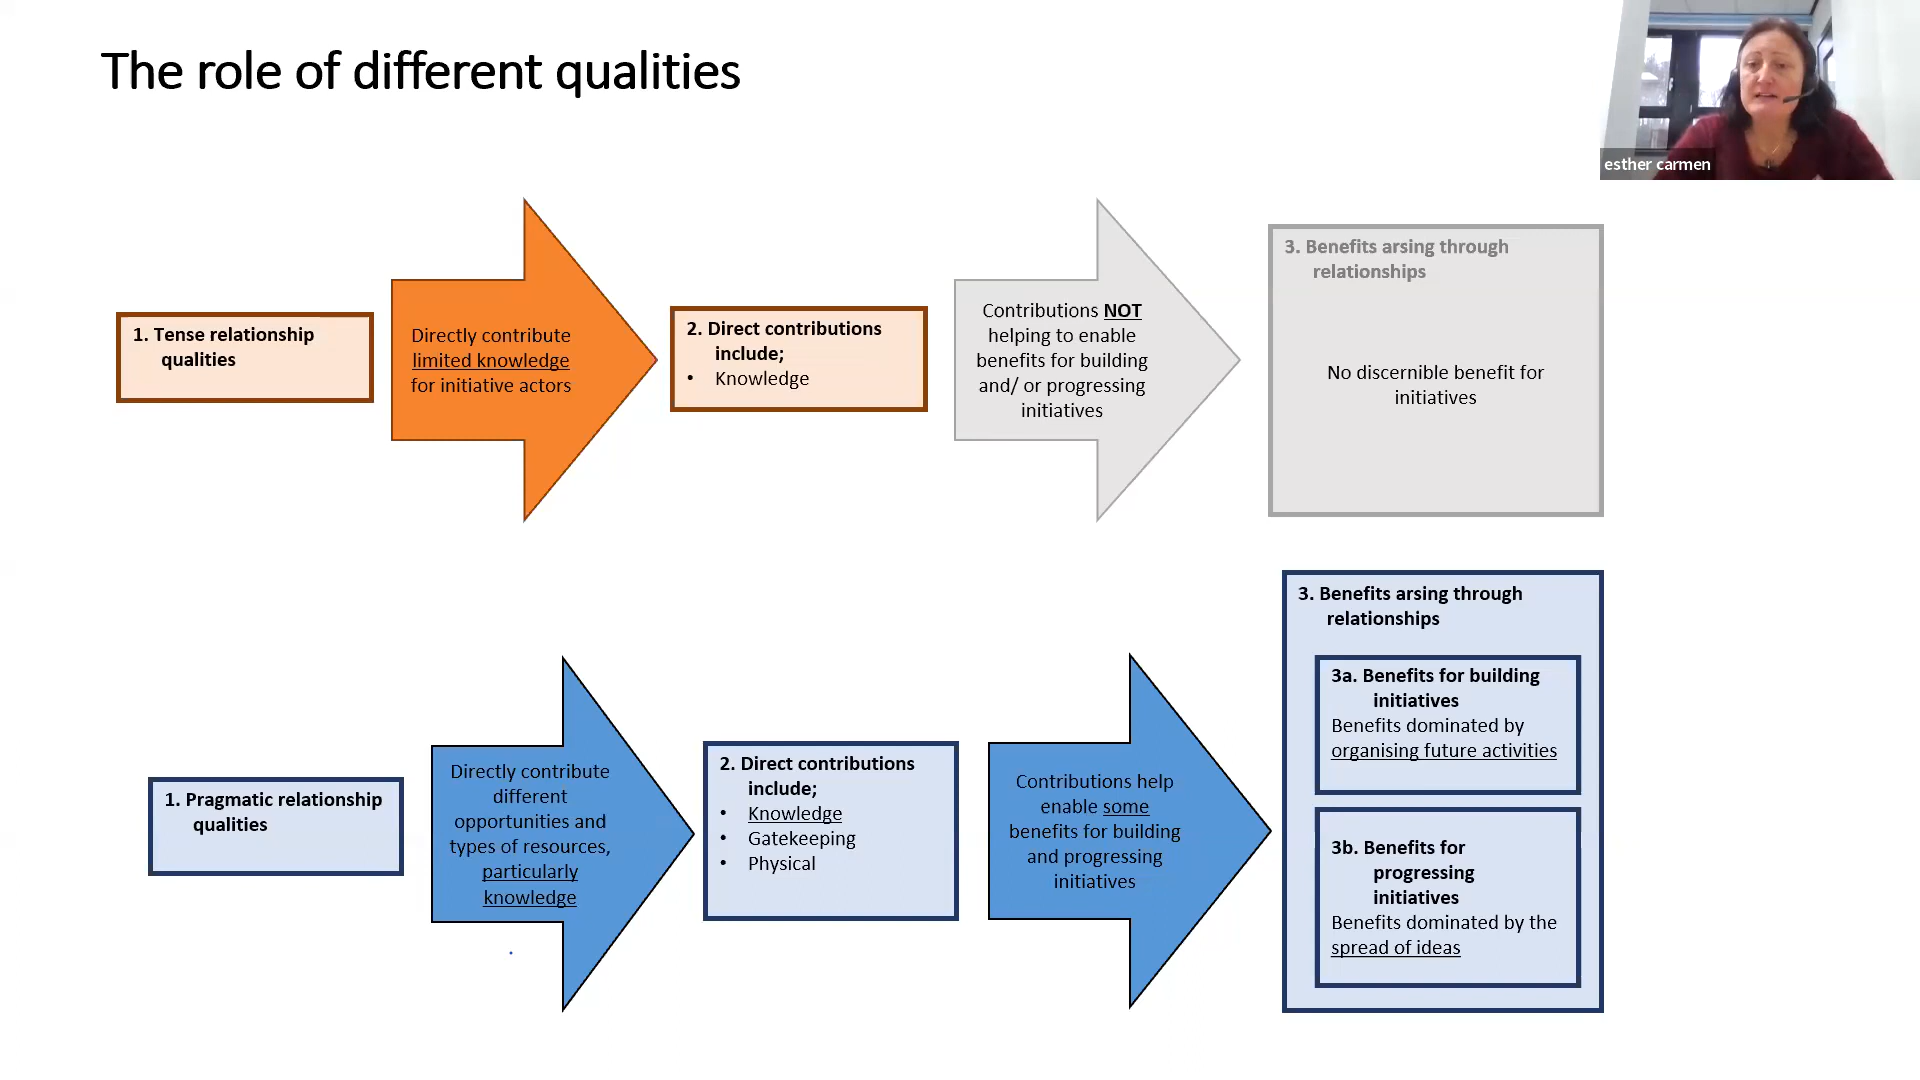 The role of different qualities
esther carmen
1. Tense relationship
qualities
Directly contribute
limited knowledge
for initiative actors
2. Direct contributions
include;
• Knowledge
Contributions NOT
helping to enable
benefits for building
and/ or progressing
initiatives
3. Benefits arsing through
relationships
No discernible benefit for
initiatives
1. Pragmatic relationship
qualities
Directly contribute
different
opportunities and
types of resources,
particularly
knowledge
2. Direct contributions
include;
• Knowledge
• Gatekeeping
• Physical
Contributions help
enable some
benefits for building
and progressing
initiatives
3. Benefits arsing through
relationships
3a. Benefits for building
initiatives
Benefits dominated by
organising future activities
3b. Benefits for
progressing
initiatives
Benefits dominated by the
spread of ideas